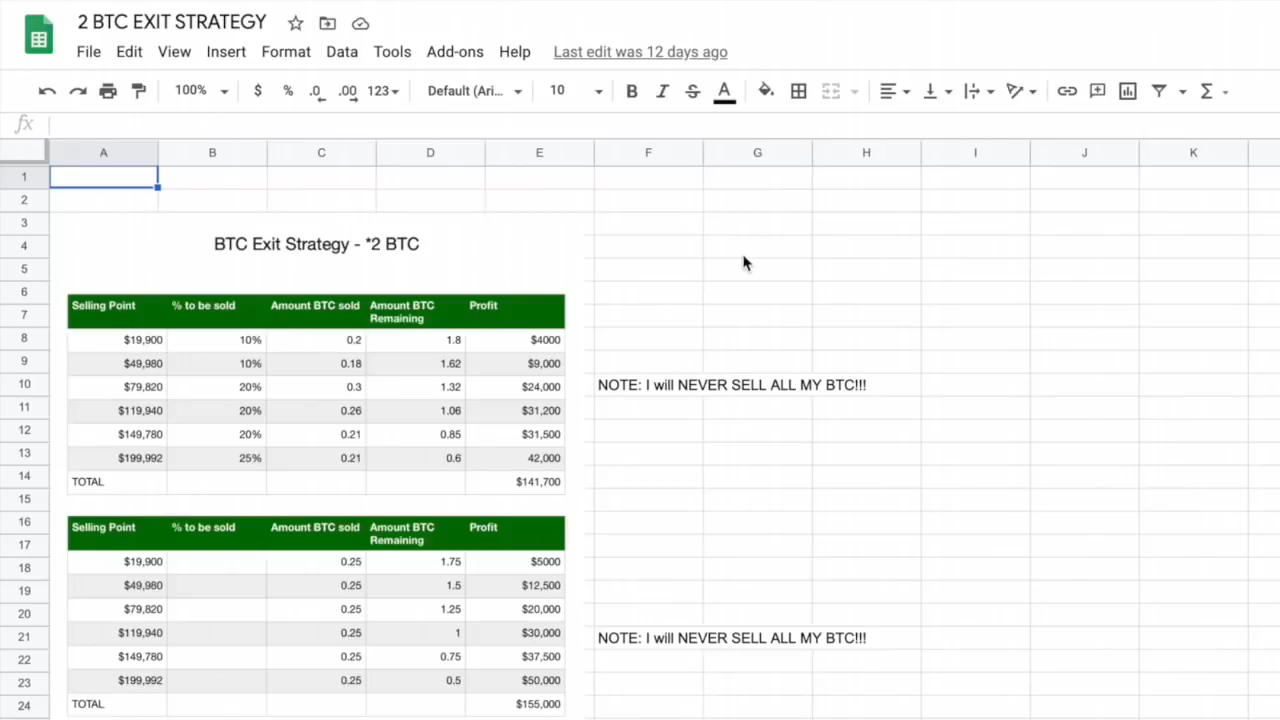 2 BTC EXIT STRATEGY
File Edit View Insert Format Data Tools Add-ons Help Last edit was 12 days ago
100% $ % .0 .00 123 Default (Ari... 10 B I S A
fx
A B C D E F G H I J K
1
2
3
4 BTC Exit Strategy - *2 BTC
5
6
7 Selling Point % to be sold Amount BTC sold Amount BTC Remaining Profit
8 $19,900 10% 0.2 1.8 $4000
9 $49,980 10% 0.18 1.62 $9,000
10 $79,820 20% 0.3 1.32 $24,000 NOTE: I will NEVER SELL ALL MY BTC!!!
11 $119,940 20% 0.26 1.06 $31,200
12 $149,780 20% 0.21 0.85 $31,500
13 $199,992 25% 0.21 0.6 42,000
14 TOTAL $141,700
15
16
17 Selling Point % to be sold Amount BTC sold Amount BTC Remaining Profit
18 $19,900 0.25 1.75 $5000
19 $49,980 0.25 1.5 $12,500
20 $79,820 0.25 1.25 $20,000
21 $119,940 0.25 1 $30,000 NOTE: I will NEVER SELL ALL MY BTC!!!
22 $149,780 0.25 0.75 $37,500
23 $199,992 0.25 0.5 $50,000
24 TOTAL $155,000